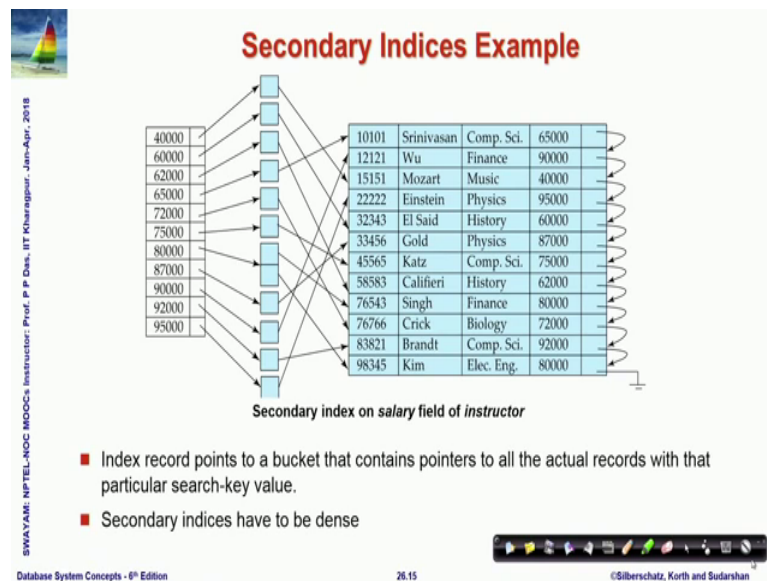 Secondary Indices Example
SWAYAM: NPTEL-NOC MOOCs Instructor: Prof. P P Das, IIT Kharagpur. Jan-Apr, 2018
40000
60000
62000
65000
72000
75000
80000
87000
90000
92000
95000
10101 Srinivasan Comp. Sci. 65000
12121 Wu Finance 90000
15151 Mozart Music 40000
22222 Einstein Physics 95000
32343 El Said History 60000
33456 Gold Physics 87000
45565 Katz Comp. Sci. 75000
58583 Califieri History 62000
76543 Singh Finance 80000
76766 Crick Biology 72000
83821 Brandt Comp. Sci. 92000
98345 Kim Elec. Eng. 80000
Secondary index on salary field of instructor
Index record points to a bucket that contains pointers to all the actual records with that
particular search-key value.
Secondary indices have to be dense
Database System Concepts - 6th Edition
26.15
©Silberschatz, Korth and Sudarshan